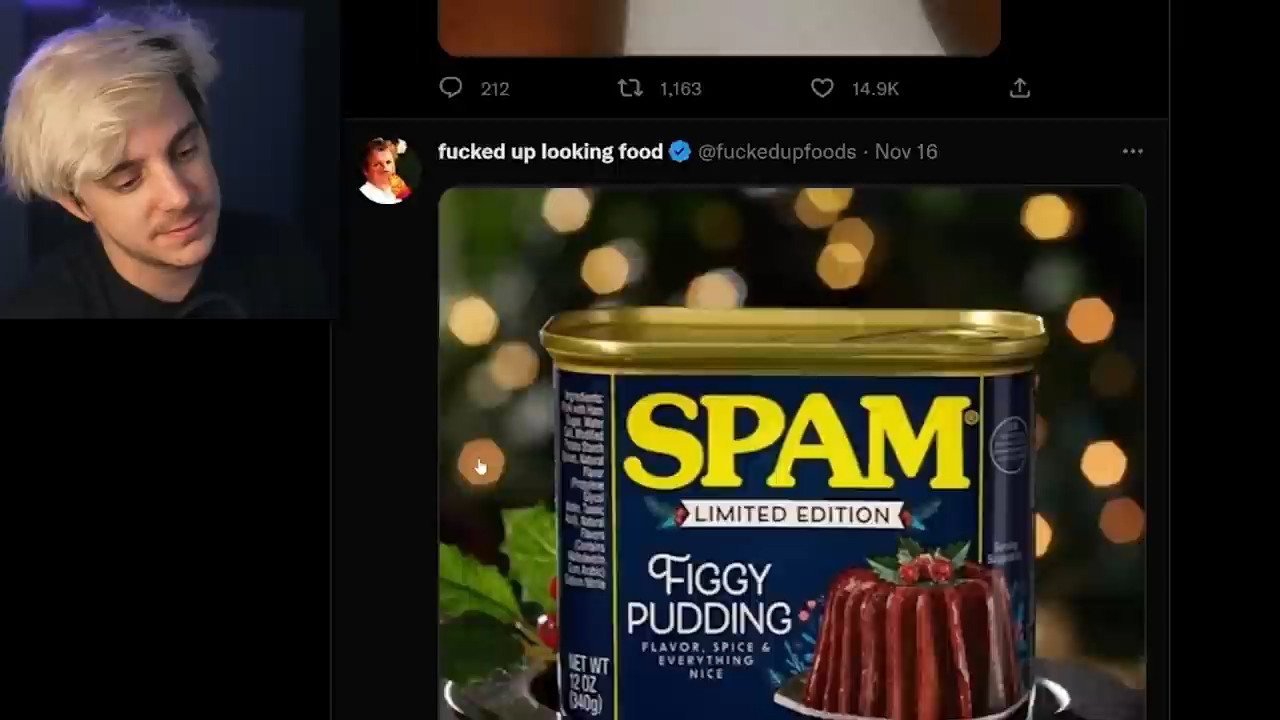 212
1,163
14.9K
fucked up looking food @fuckedupfoods · Nov 16
SPAM®
LIMITED EDITION
FIGGY
PUDDING
FLAVOR, SPICE &
EVERYTHING
NICE
NET WT
12 OZ
(340g)